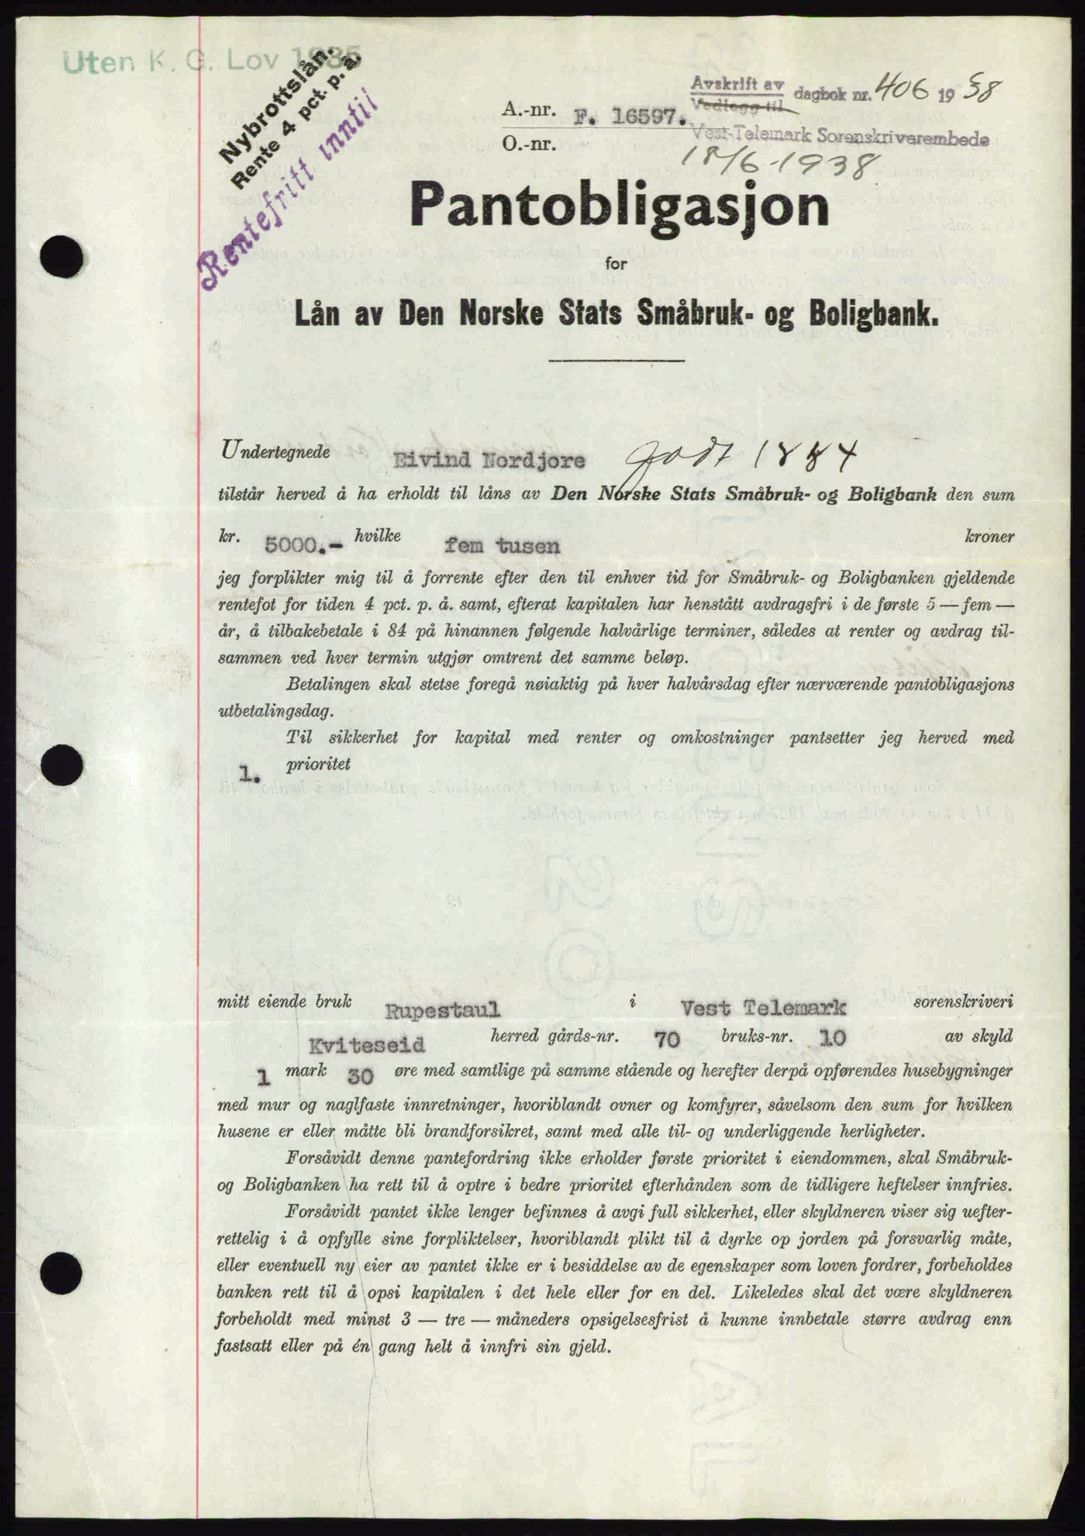 Uten K. G. Lov 1935
Nybrottslån.
Rente 4 pct. p. å.
Rentefritt inntil
Avskrift av
Vedlegg til
dagbok nr. 406 1938
Vest-Telemark Sorenskriverembede
18/6-1938
A.-nr. F. 16597.
O.-nr.
Pantobligasjon
for
Lån av Den Norske Stats Småbruk- og Boligbank.
Undertegnede Eivind Nordjore født 1884
tilstår herved å ha erholdt til låns av Den Norske Stats Småbruk- og Boligbank den sum
kr. 5000.- hvilke fem tusen kroner
jeg forplikter mig til å forrente efter den til enhver tid for Småbruk- og Boligbanken gjeldende
rentefot for tiden 4 pct. p. å. samt, efterat kapitalen har henstått avdragsfri i de første 5 — fem —
år, å tilbakebetale i 84 på hinannen følgende halvårlige terminer, således at renter og avdrag til-
sammen ved hver termin utgjør omtrent det samme beløp.
Betalingen skal stetse foregå nøiaktig på hver halvårsdag efter nærværende pantobligasjons
utbetalingsdag.
Til sikkerhet for kapital med renter og omkostninger pantsetter jeg herved med
1. prioritet
mitt eiende bruk Rupestaul i Vest Telemark sorenskriveri
Kviteseid herred gårds-nr. 70 bruks-nr. 10 av skyld
1 mark 30 øre med samtlige på samme stående og herefter derpå opførendes husebygninger
med mur og naglfaste innretninger, hvoriblandt ovner og komfyrer, såvelsom den sum for hvilken
husene er eller måtte bli brandforsikret, samt med alle til- og underliggende herligheter.
Forsåvidt denne pantefordring ikke erholder første prioritet i eiendommen, skal Småbruk-
og Boligbanken ha rett til å optre i bedre prioritet efterhånden som de tidligere heftelser innfries.
Forsåvidt pantet ikke lenger befinnes å avgi full sikkerhet, eller skyldneren viser sig uefter-
rettelig i å opfylle sine forpliktelser, hvoriblandt plikt til å dyrke op jorden på forsvarlig måte,
eller eventuell ny eier av pantet ikke er i besiddelse av de egenskaper som loven fordrer, forbeholdes
banken rett til å opsi kapitalen i det hele eller for en del. Likeledes skal det være skyldneren
forbeholdt med minst 3 — tre — måneders opsigelsesfrist å kunne innbetale større avdrag enn
fastsatt eller på én gang helt å innfri sin gjeld.